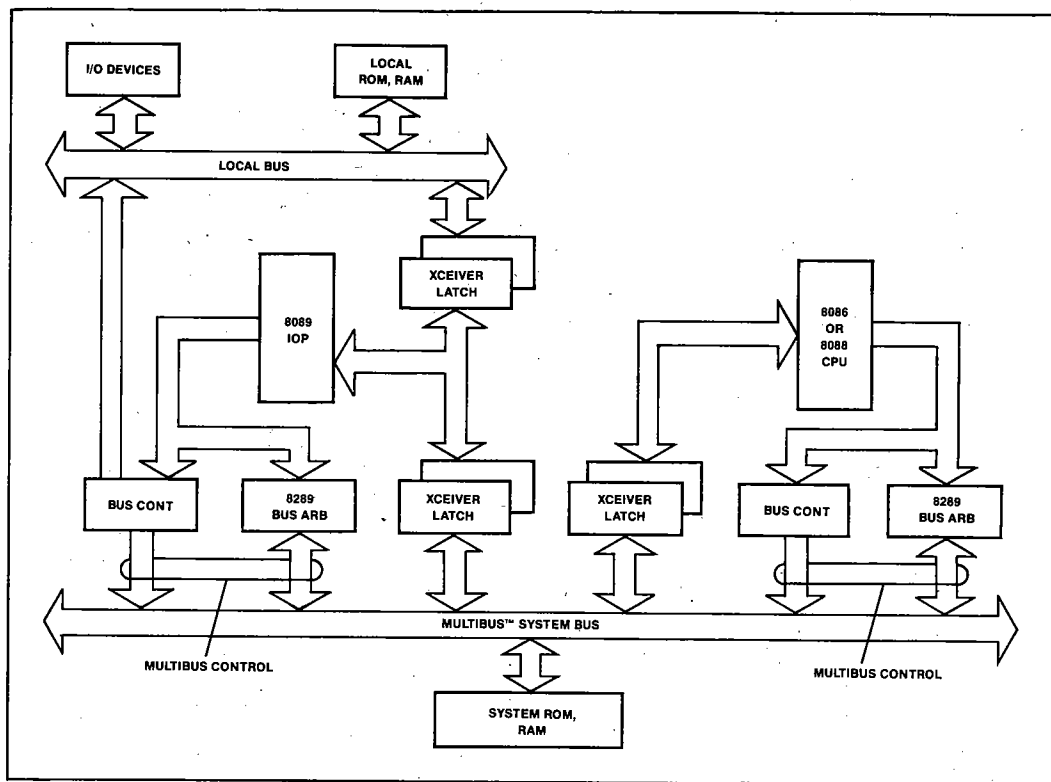 I/O DEVICES
LOCAL
ROM, RAM
LOCAL BUS
XCEIVER
LATCH
8089
IOP
8086
OR
8088
CPU
BUS CONT
8289
BUS ARB
XCEIVER
LATCH
XCEIVER
LATCH
BUS CONT
8289
BUS ARB
MULTIBUS™ SYSTEM BUS
MULTIBUS CONTROL
MULTIBUS CONTROL
SYSTEM ROM,
RAM